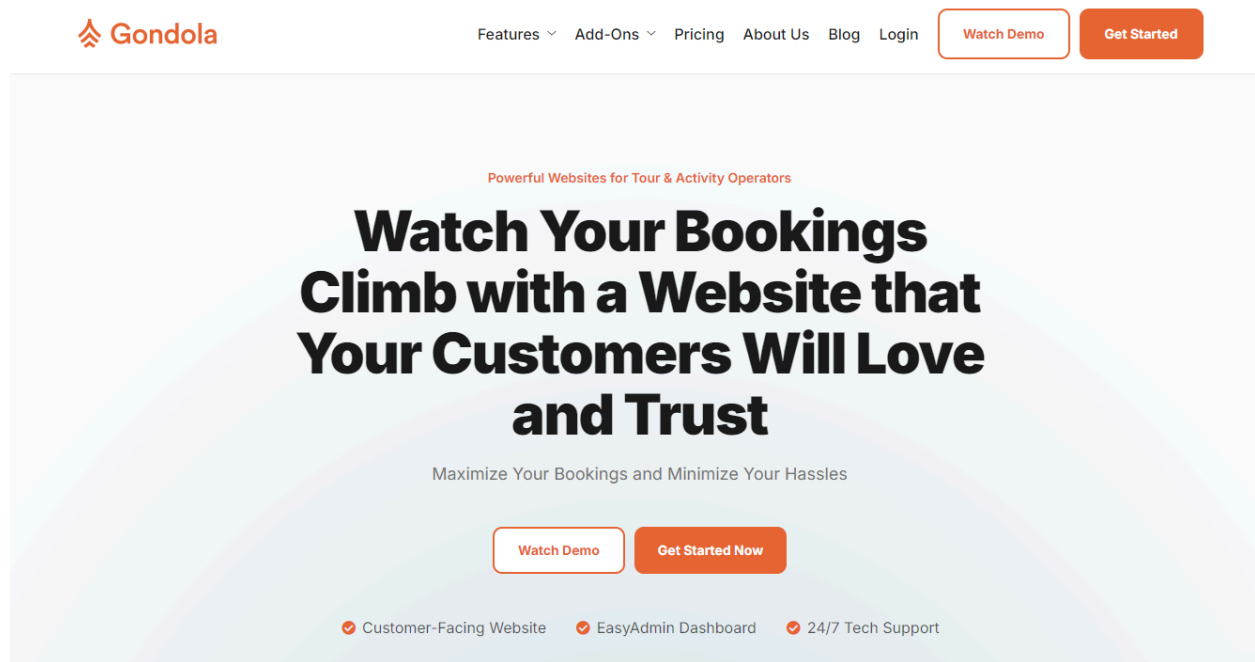 Gondola
Features Add-Ons Pricing About Us Blog Login Watch Demo Get Started
Powerful Websites for Tour & Activity Operators
Watch Your Bookings
Climb with a Website that
Your Customers Will Love
and Trust
Maximize Your Bookings and Minimize Your Hassles
Watch Demo Get Started Now
Customer-Facing Website EasyAdmin Dashboard 24/7 Tech Support